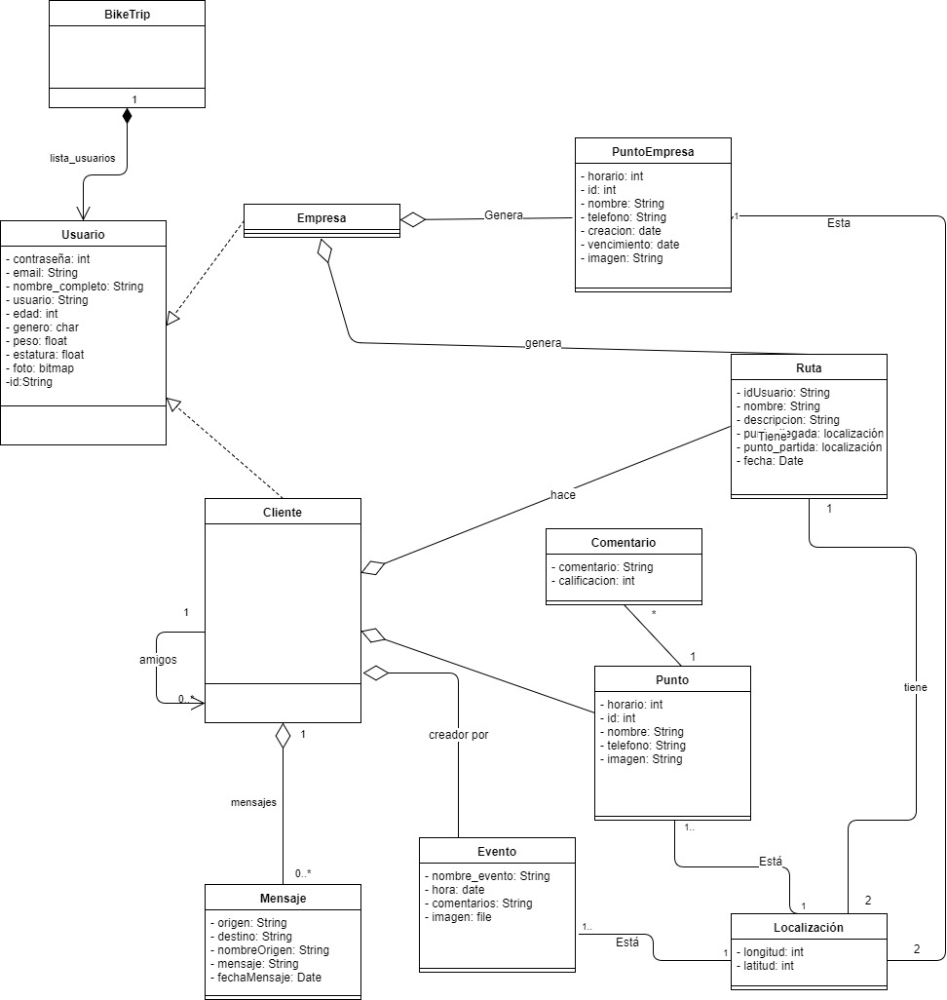 BikeTrip
1
lista_usuarios
Usuario
- contraseña: int
- email: String
- nombre_completo: String
- usuario: String
- edad: int
- genero: char
- peso: float
- estatura: float
- foto: bitmap
-id:String
Empresa
Genera
PuntoEmpresa
- horario: int
- id: int
- nombre: String
- telefono: String
- creacion: date
- vencimiento: date
- imagen: String
1
Esta
genera
Ruta
- idUsuario: String
- nombre: String
- descripcion: String
localización
Tiene
- punto_partida: localización
- fecha: Date
1
Cliente
hace
Comentario
- comentario: String
- calificacion: int
*
1
1
amigos
0..*
Punto
- horario: int
- id: int
- nombre: String
- telefono: String
- imagen: String
1..
tiene
creador por
1
mensajes
0..*
Mensaje
- origen: String
- destino: String
- nombreOrigen: String
- mensaje: String
- fechaMensaje: Date
Evento
- nombre_evento: String
- hora: date
- comentarios: String
- imagen: file
1..
Está
1
Está
1
2
2
Localización
- longitud: int
- latitud: int